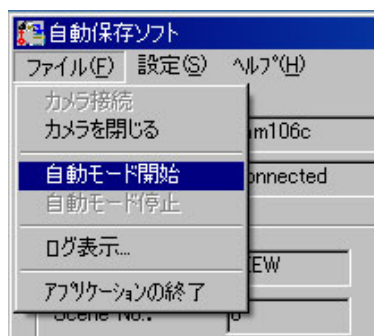 自動保存ソフト
ファイル(F) 設定(S) ﾍﾙﾌﾟ(H)
カメラ接続
カメラを閉じる
自動モード開始
自動モード停止
ログ表示...
ｱﾌﾟﾘｹｰｼｮﾝの終了
m106c
onnected
EW
Scene No.: